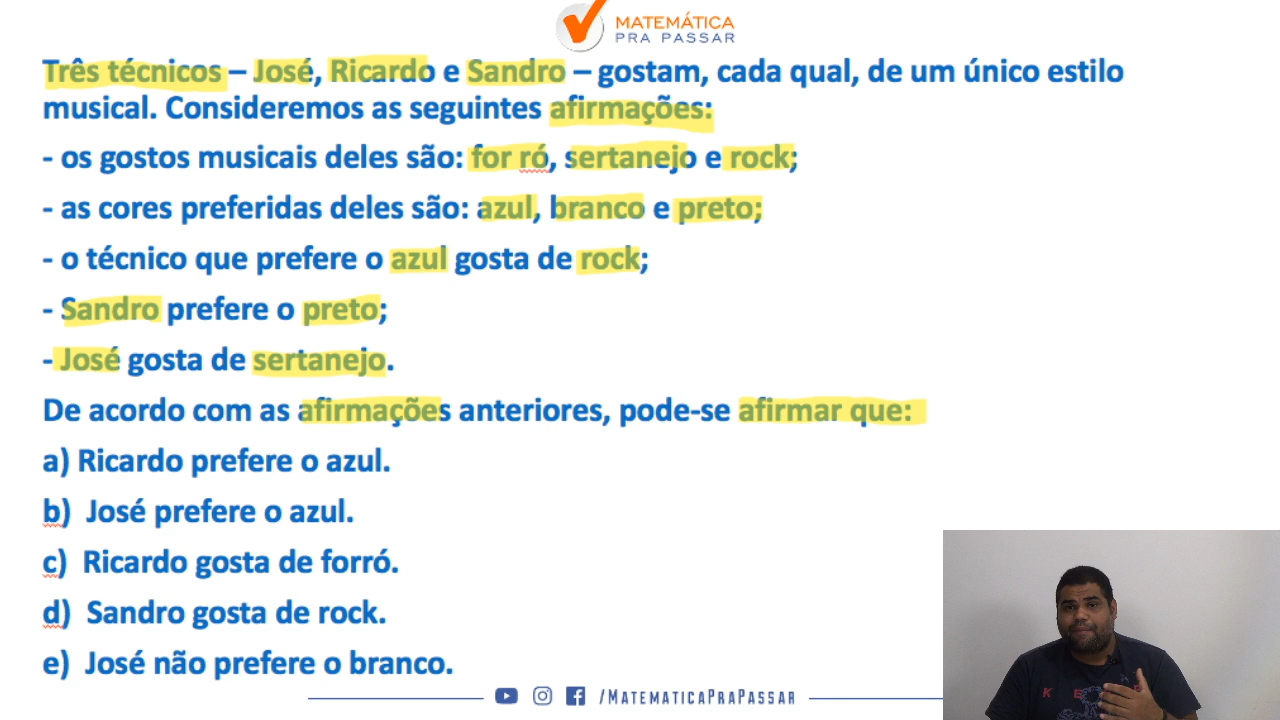 MATEMÁTICA
PRA PASSAR
Três técnicos – José, Ricardo e Sandro – gostam, cada qual, de um único estilo
musical. Consideremos as seguintes afirmações:
- os gostos musicais deles são: for ró, sertanejo e rock;
- as cores preferidas deles são: azul, branco e preto;
- o técnico que prefere o azul gosta de rock;
- Sandro prefere o preto;
- José gosta de sertanejo.
De acordo com as afirmações anteriores, pode-se afirmar que:
a) Ricardo prefere o azul.
b) José prefere o azul.
c) Ricardo gosta de forró.
d) Sandro gosta de rock.
e) José não prefere o branco.
/MATEMATICAPRAPASSAR